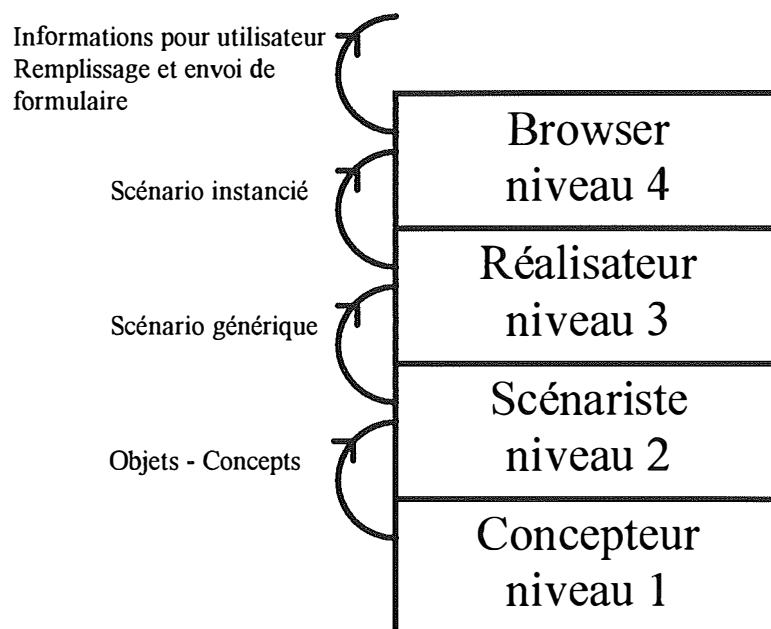 Informations pour utilisateur
Remplissage et envoi de
formulaire
Browser
niveau 4
Scénario instancié
Réalisateur
niveau 3
Scénario générique
Scénariste
niveau 2
Objets - Concepts
Concepteur
niveau 1